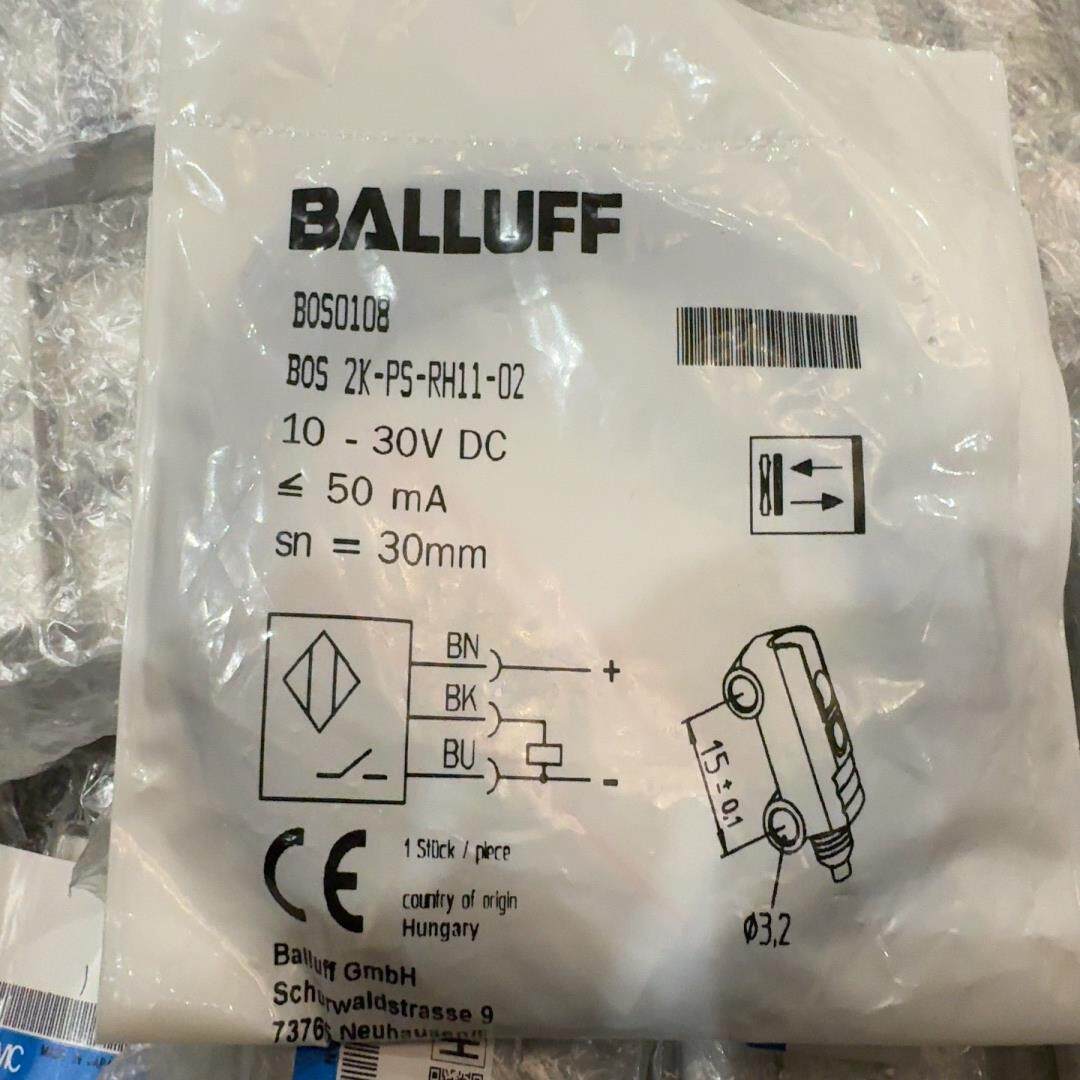 BALLUFF
BOS0108
BOS 2K-PS-RH11-02
10 - 30V DC
≤ 50 mA
sn = 30mm
BN +
BK
BU -
15 ± 0,1
Ø3,2
CE
1 Stück / piece
country of origin
Hungary
Balluff GmbH
Schurwaldstrasse 9
73765